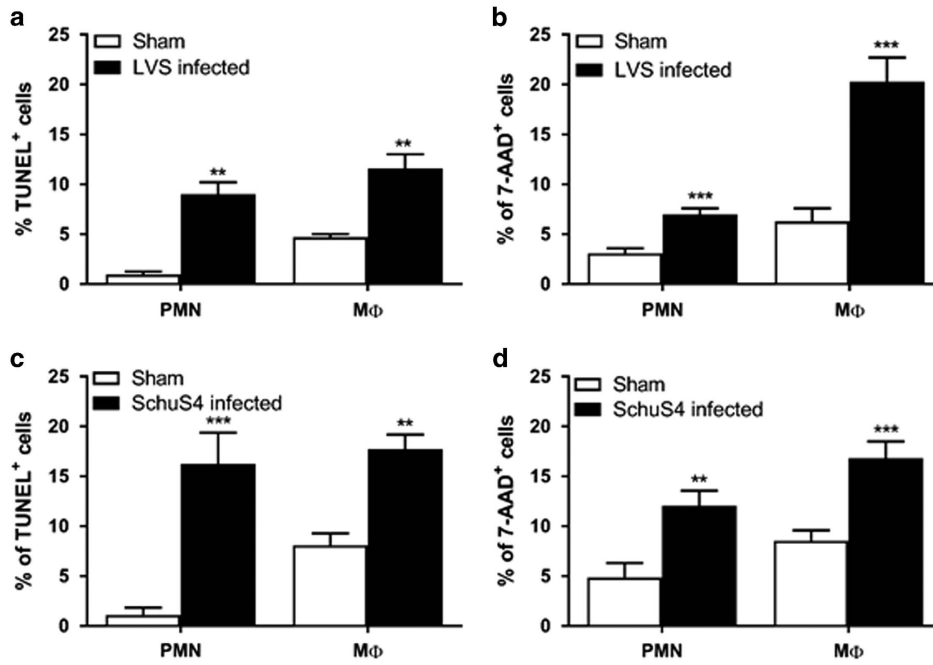 a
% TUNEL⁺ cells
25
20
15
10
5
0
Sham
LVS infected
**
**
PMN
MΦ
b
% of 7-AAD⁺ cells
25
20
15
10
5
0
Sham
LVS infected
***
***
PMN
MΦ
c
% of TUNEL⁺ cells
25
20
15
10
5
0
Sham
SchuS4 infected
***
**
PMN
MΦ
d
% of 7-AAD⁺ cells
25
20
15
10
5
0
Sham
SchuS4 infected
**
***
PMN
MΦ